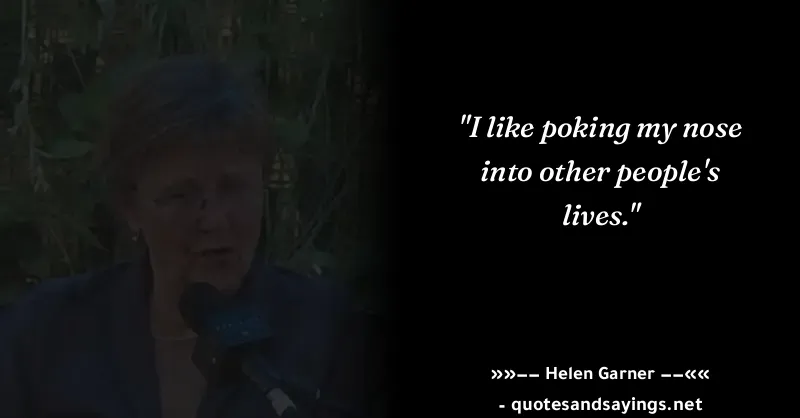 "I like poking my nose
into other people's
lives."
»»−− Helen Garner −−««
- quotesandsayings.net